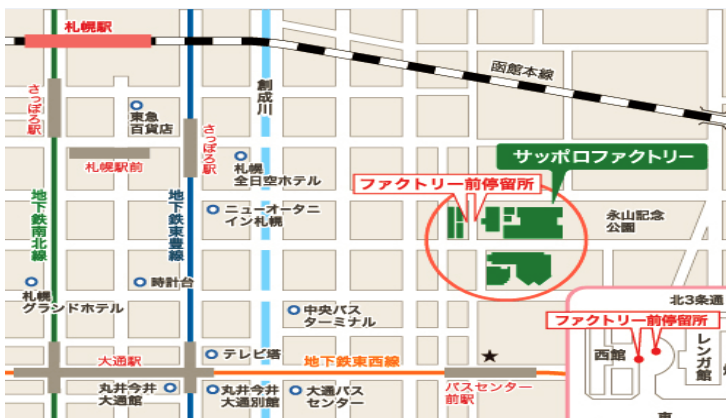 札幌駅
函館本線
さっぽろ駅
東急
百貨店
さっぽろ駅
創成川
札幌駅前
札幌
全日空ホテル
サッポロファクトリー
ファクトリー前停留所
地下鉄南北線
地下鉄東豊線
ニューオータニ
イン札幌
永山記念
公園
札幌
グランドホテル
時計台
中央バス
ターミナル
北3条通
ファクトリー前停留所
西館
レンガ館
大通駅
テレビ塔
地下鉄東西線
バスセンター
前駅
丸井今井
大通館
丸井今井
大通別館
大通バス
センター